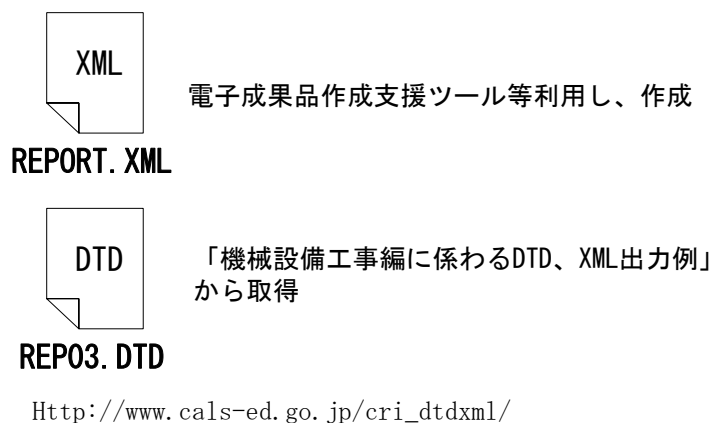 XML
電子成果品作成支援ツール等利用し、作成
REPORT.XML
DTD
「機械設備工事編に係わるDTD、XML出力例」
から取得
REP03.DTD
Http://www.cals-ed.go.jp/cri_dtdxml/